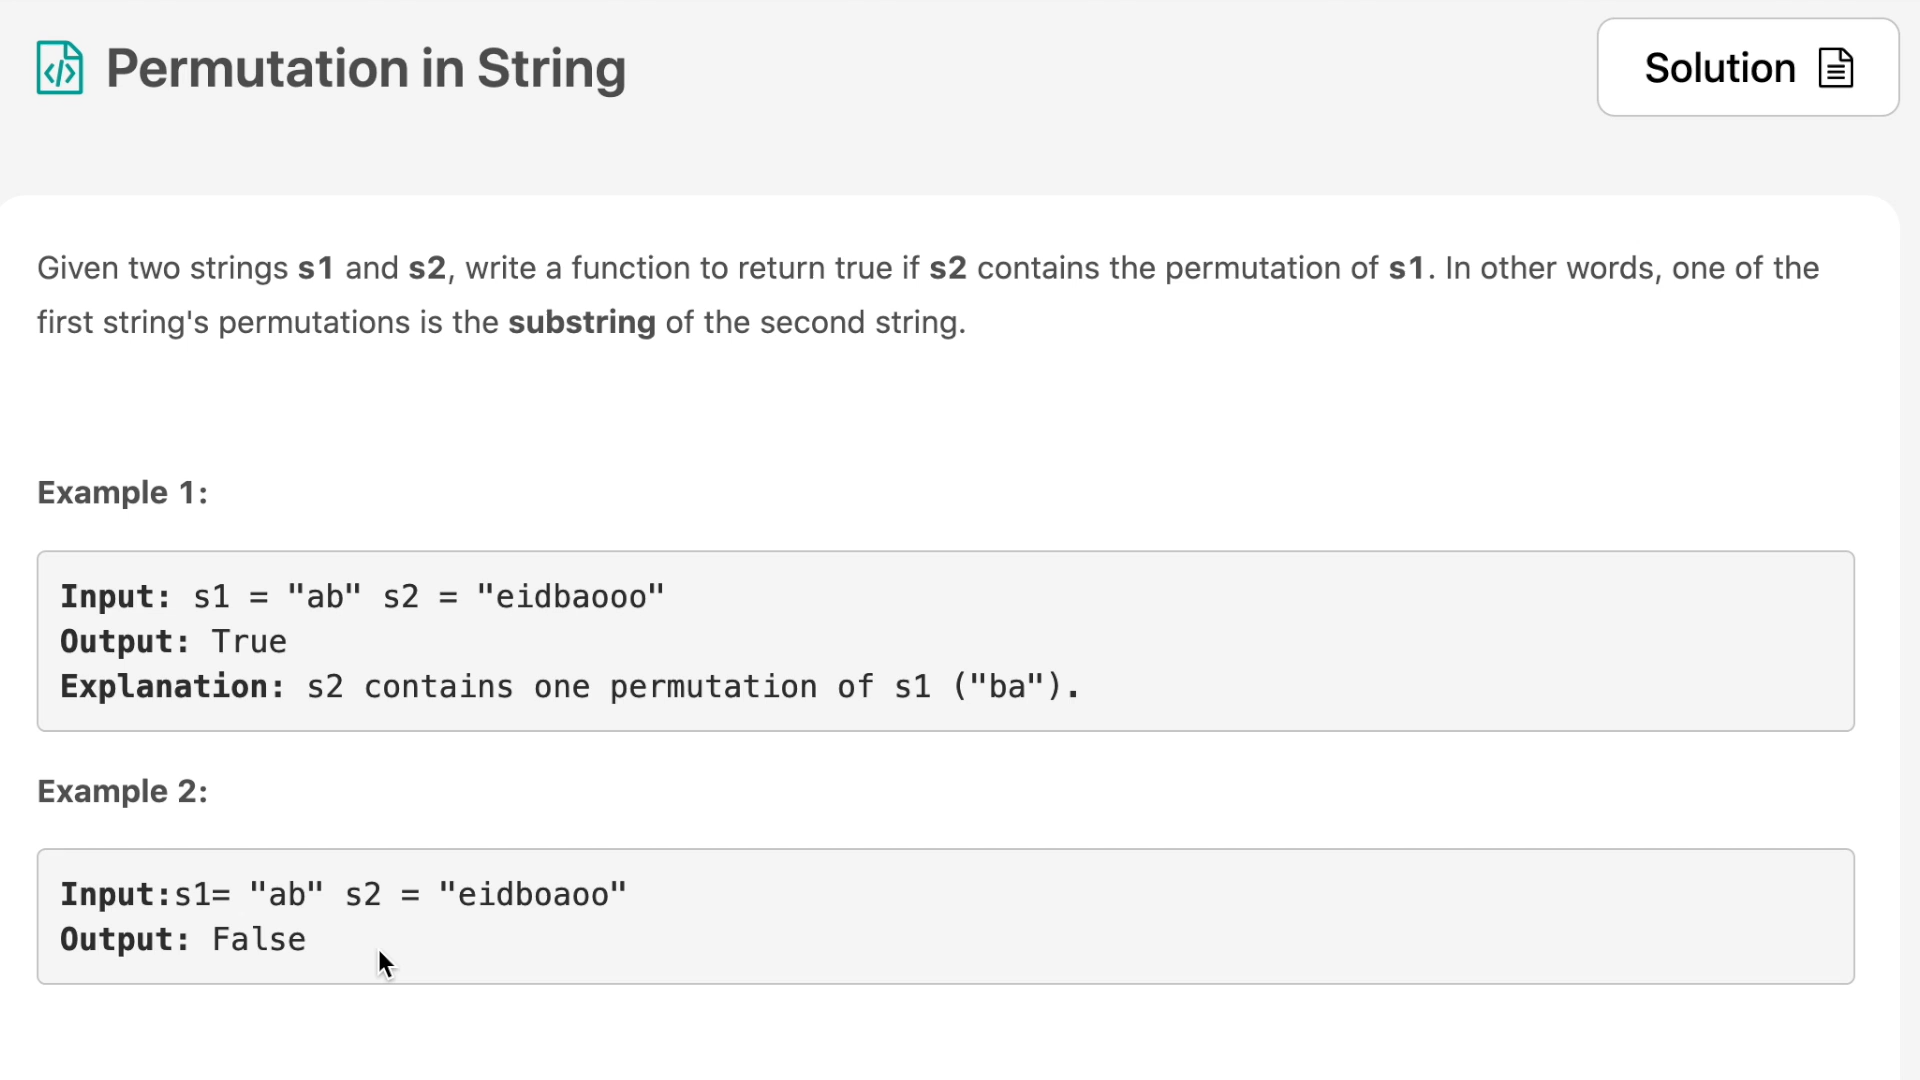 Permutation in String
Solution
Given two strings s1 and s2, write a function to return true if s2 contains the permutation of s1. In other words, one of the
first string's permutations is the substring of the second string.
Example 1:
Input: s1 = "ab" s2 = "eidbaooo"
Output: True
Explanation: s2 contains one permutation of s1 ("ba").
Example 2:
Input:s1= "ab" s2 = "eidboaoo"
Output: False